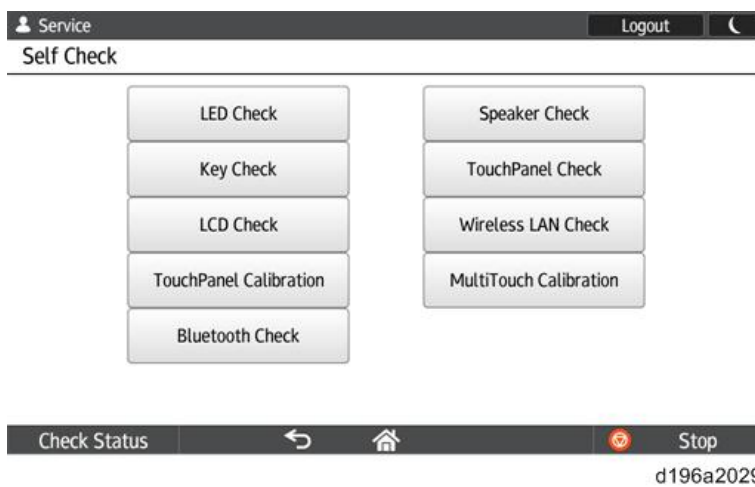 Service Logout
Self Check
LED Check
Speaker Check
Key Check
TouchPanel Check
LCD Check
Wireless LAN Check
TouchPanel Calibration
MultiTouch Calibration
Bluetooth Check
Check Status Stop
d196a2029